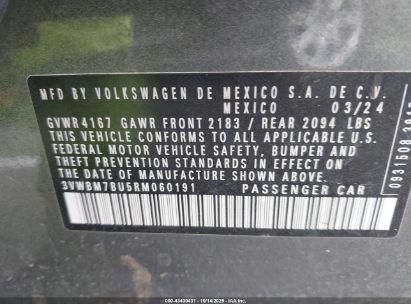 MFD BY VOLKSWAGEN DE MEXICO S.A. DE C.V.
MEXICO 03/24
GVWR4167 GAWR FRONT 2183 / REAR 2094 LBS
THIS VEHICLE CONFORMS TO ALL APPLICABLE U.S.
FEDERAL MOTOR VEHICLE SAFETY, BUMPER, AND
THEFT PREVENTION STANDARDS IN EFFECT ON THE
DATE OF MANUFACTURE SHOWN ABOVE.
3VWBM7BU5RM060191 PASSENGER CAR
0931508